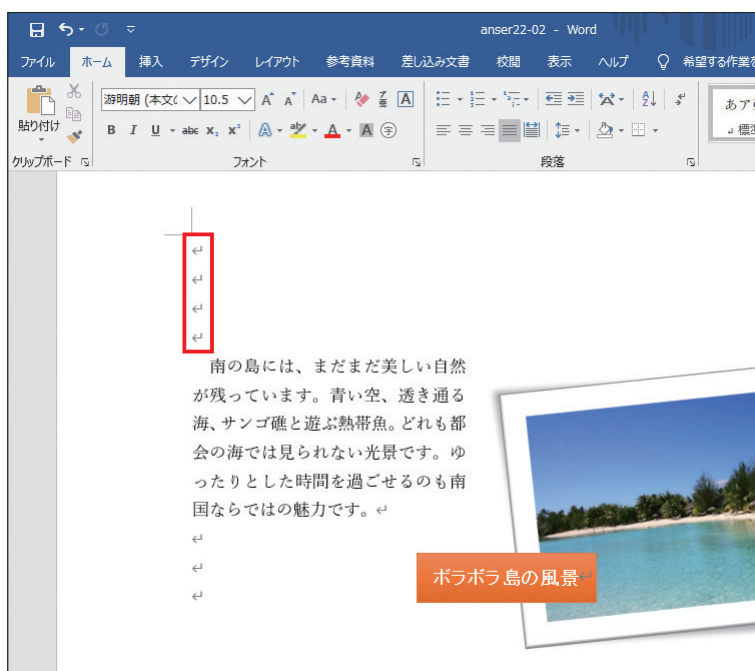 anser22-02 - Word
ファイル ホーム 挿入 デザイン レイアウト 参考資料 差し込み文書 校閲 表示 ヘルプ 希望する作業を
貼り付け
游明朝 (本文の 10.5 A A Aa A
B I U abc x₂ x² A A A 字
あア
標準
クリップボード フォント 段落
南の島には、まだまだ美しい自然
が残っています。青い空、透き通る
海、サンゴ礁と遊ぶ熱帯魚。どれも都
会の海では見られない光景です。ゆ
ったりとした時間を過ごせるのも南
国ならではの魅力です。
ボラボラ島の風景